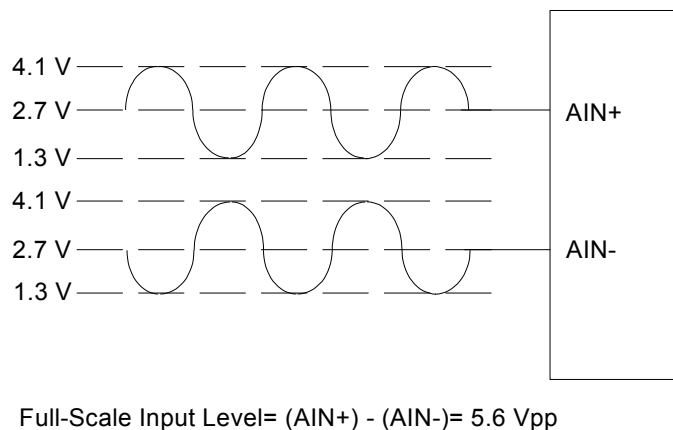 4.1 V
2.7 V
AIN+
1.3 V
4.1 V
2.7 V
AIN-
1.3 V
Full-Scale Input Level= (AIN+) - (AIN-)= 5.6 Vpp